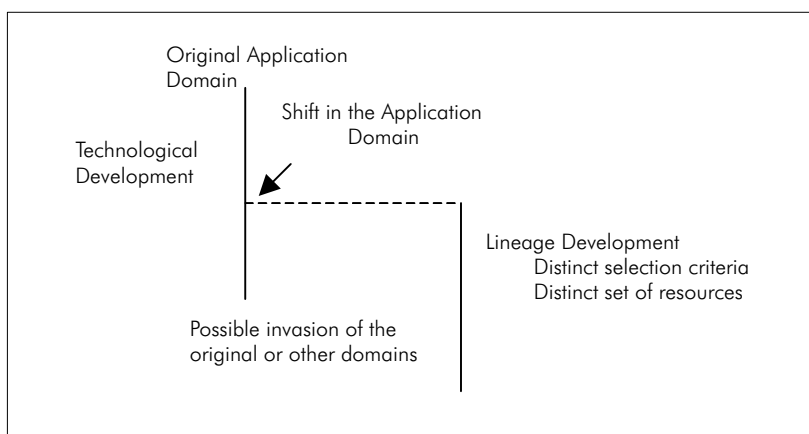 Original Application
Domain
Shift in the Application
Domain
Technological
Development
Lineage Development
Distinct selection criteria
Distinct set of resources
Possible invasion of the
original or other domains